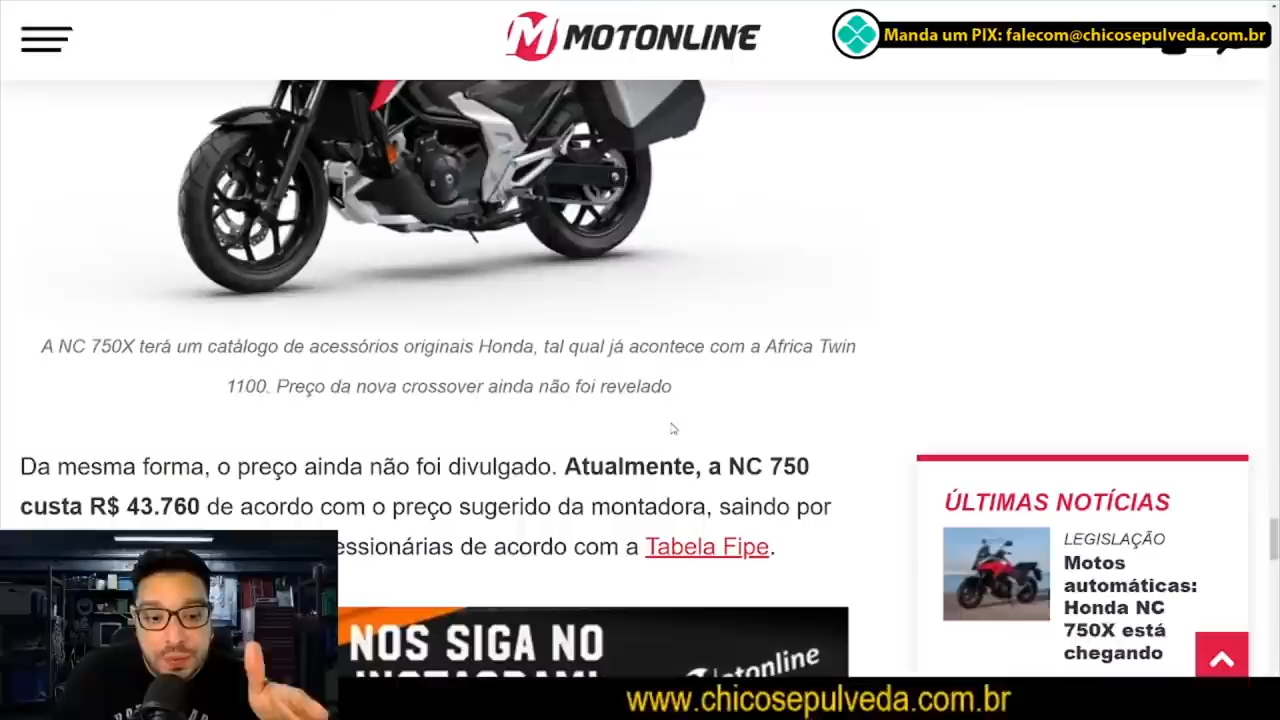 MOTONLINE
Manda um PIX: falecom@chicosepulveda.com.br
A NC 750X terá um catálogo de acessórios originais Honda, tal qual já acontece com a Africa Twin
1100. Preço da nova crossover ainda não foi revelado
Da mesma forma, o preço ainda não foi divulgado. Atualmente, a NC 750
custa R$ 43.760 de acordo com o preço sugerido da montadora, saindo por
essionárias de acordo com a Tabela Fipe.
ÚLTIMAS NOTÍCIAS
LEGISLAÇÃO
Motos
automáticas:
Honda NC
750X está
chegando
NOS SIGA NO
INSTAGRAM!
Motonline
www.chicosepulveda.com.br